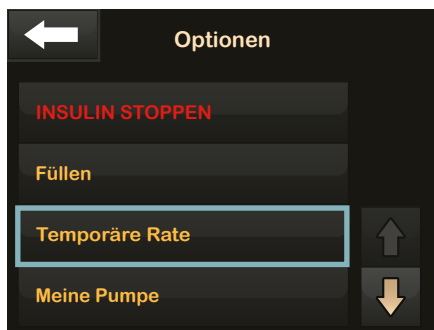 Optionen
INSULIN STOPPEN
Füllen
Temporäre Rate
Meine Pumpe